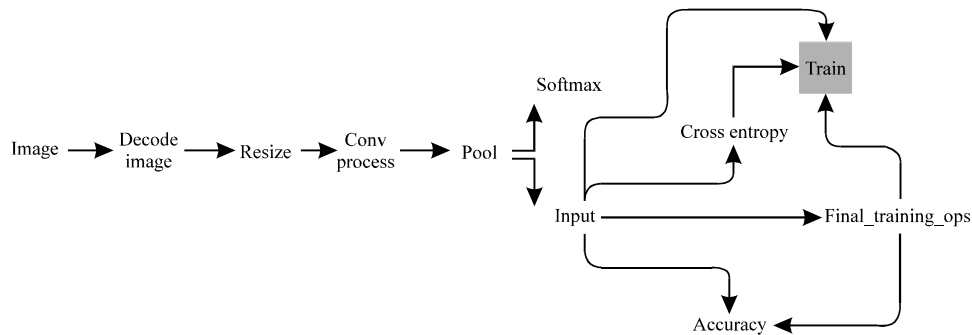 Image
Decode
image
Resize
Conv
process
Pool
Softmax
Input
Cross entropy
Train
Final_training_ops
Accuracy